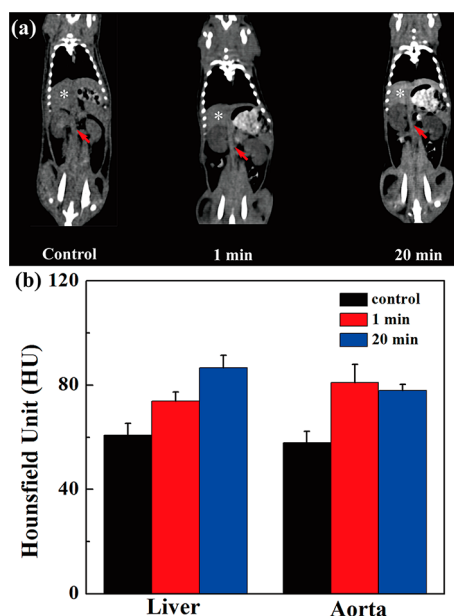 (a)
*
*
*
Control
1 min
20 min
(b)
120
80
40
0
Hounsfield Unit (HU)
control
1 min
20 min
Liver
Aorta